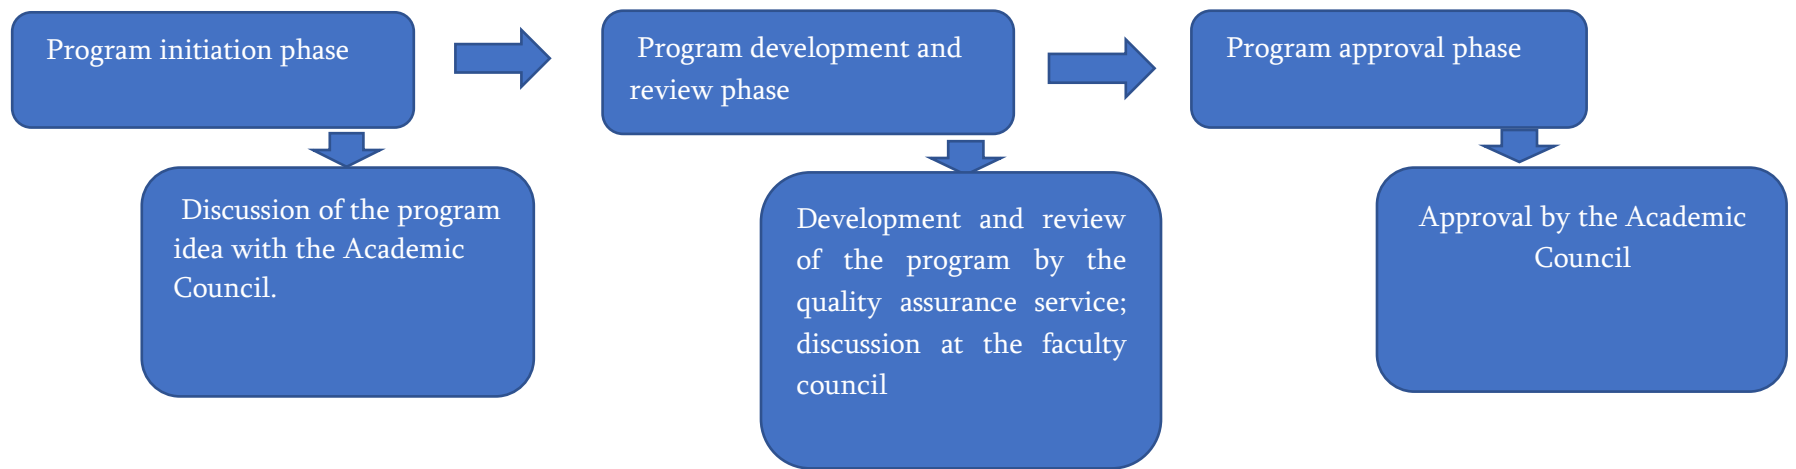 Program initiation phase
Program development and
review phase
Program approval phase
Discussion of the program
idea with the Academic
Council.
Development and review
of the program by the
quality assurance service;
discussion at the faculty
council
Approval by the Academic
Council